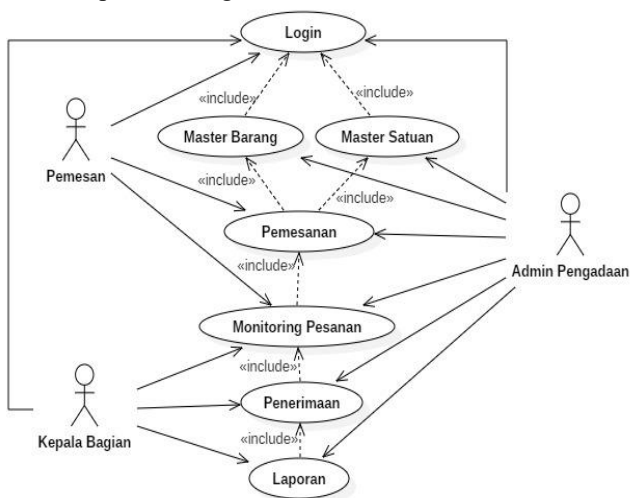 Login
«include»
«include»
Master Barang
Master Satuan
Pemesan
«include»
«include»
Pemesanan
Admin Pengadaan
«include»
Monitoring Pesanan
«include»
Penerimaan
Kepala Bagian
«include»
Laporan